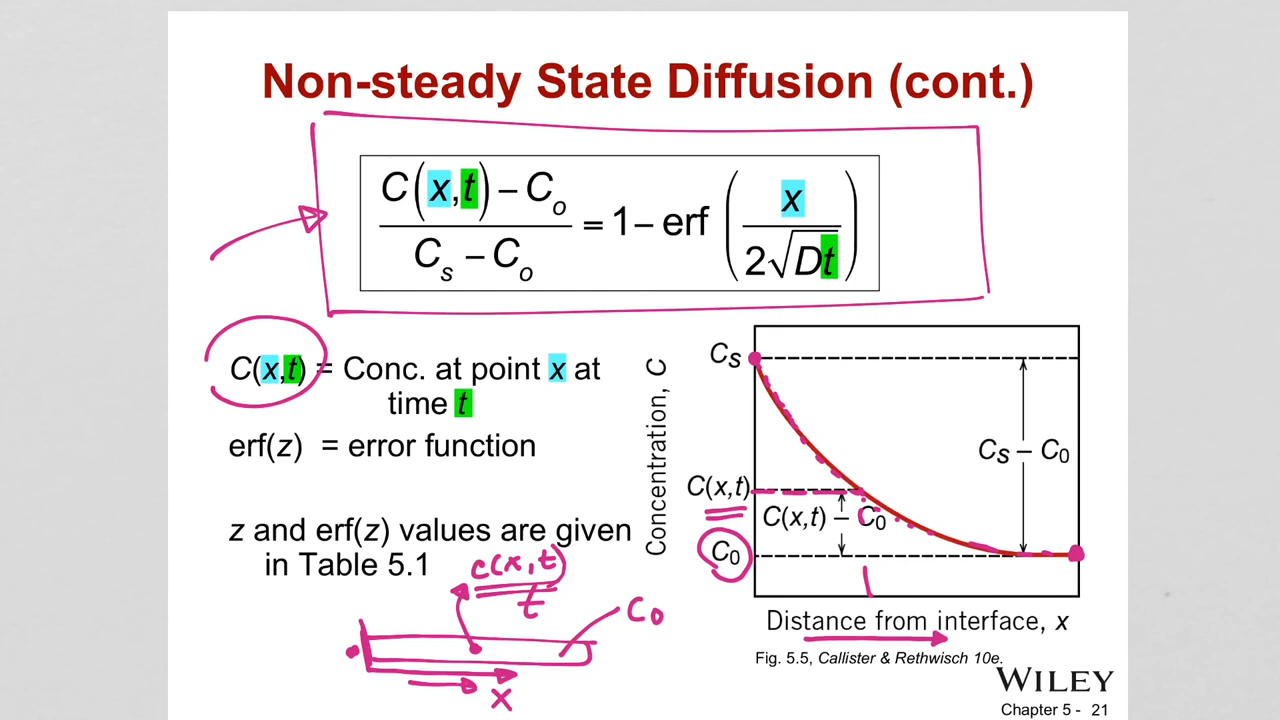 Non-steady State Diffusion (cont.)
C(x,t) – Co
Cs – Co
= 1– erf
(x
2√Dt)
C(x,t) = Conc. at point x at
time t
erf(z) = error function
z and erf(z) values are given
in Table 5.1
c(x,t)
t
Co
x
Concentration, C
Cs
Cs – C0
C(x,t)
C(x,t) – C0
C0
Distance from interface, x
Fig. 5.5, Callister & Rethwisch 10e.
WILEY
Chapter 5 - 21